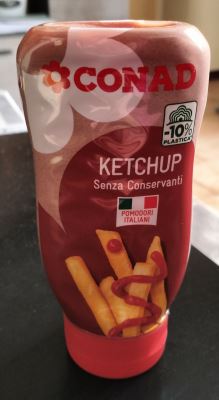 CONAD
-10%
PLASTICA
KETCHUP
Senza Conservanti
POMODORI
ITALIANI